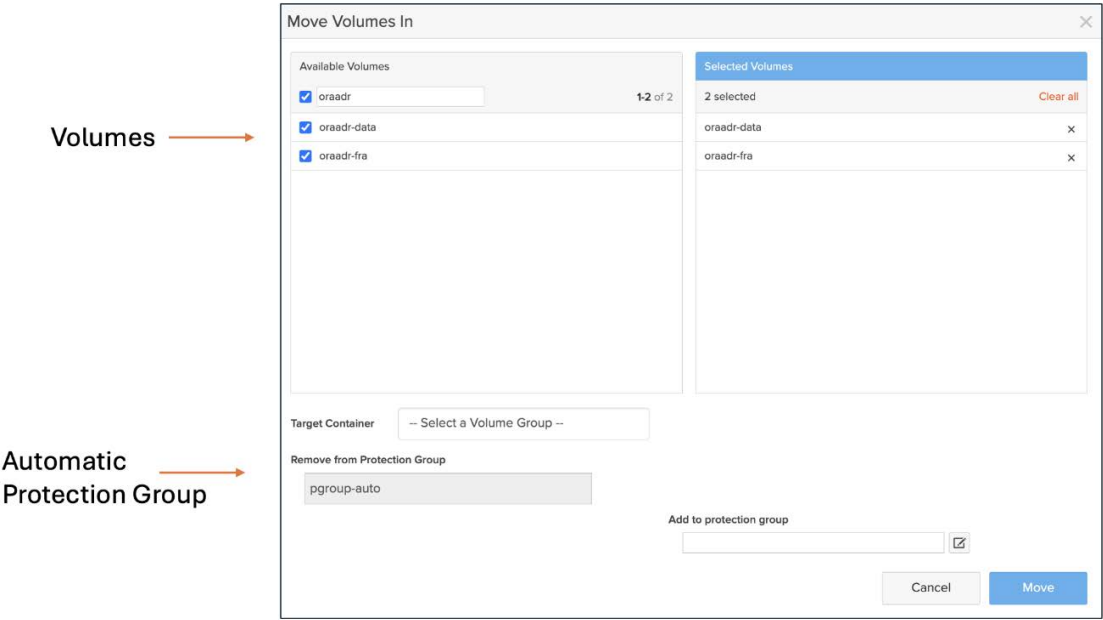 Move Volumes In
Available Volumes
oraadr
1-2 of 2
oraadr-data
oraadr-fra
Selected Volumes
2 selected
Clear all
oraadr-data
oraadr-fra
Volumes
Target Container
-- Select a Volume Group --
Remove from Protection Group
pgroup-auto
Automatic
Protection Group
Add to protection group
Cancel
Move